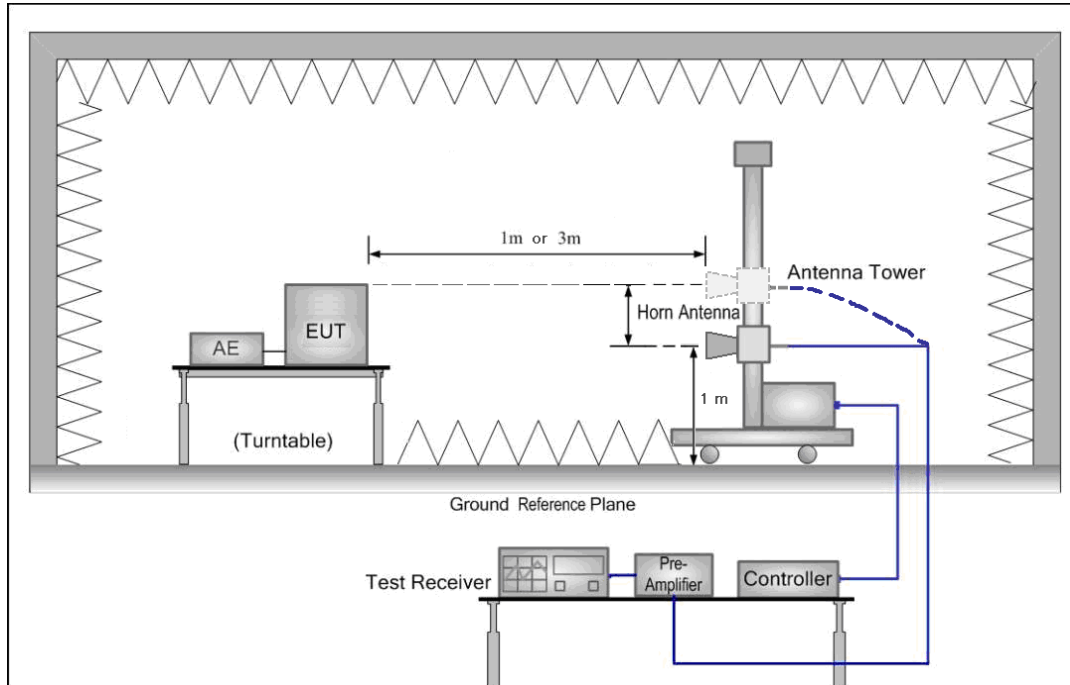 1m or 3m
Antenna Tower
Horn Antenna
EUT
AE
1 m
(Turntable)
Ground Reference Plane
Test Receiver
Pre-
Amplifier
Controller